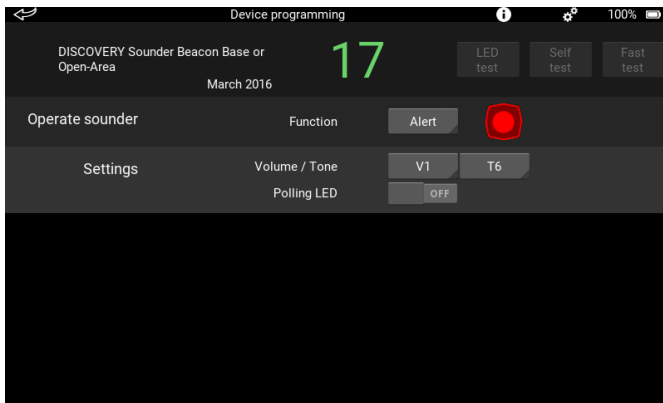 Device programming
100%
DISCOVERY Sounder Beacon Base or
Open-Area
March 2016
17
LED
test
Self
test
Fast
test
Operate sounder
Function
Alert
Settings
Volume / Tone
V1
T6
Polling LED
OFF